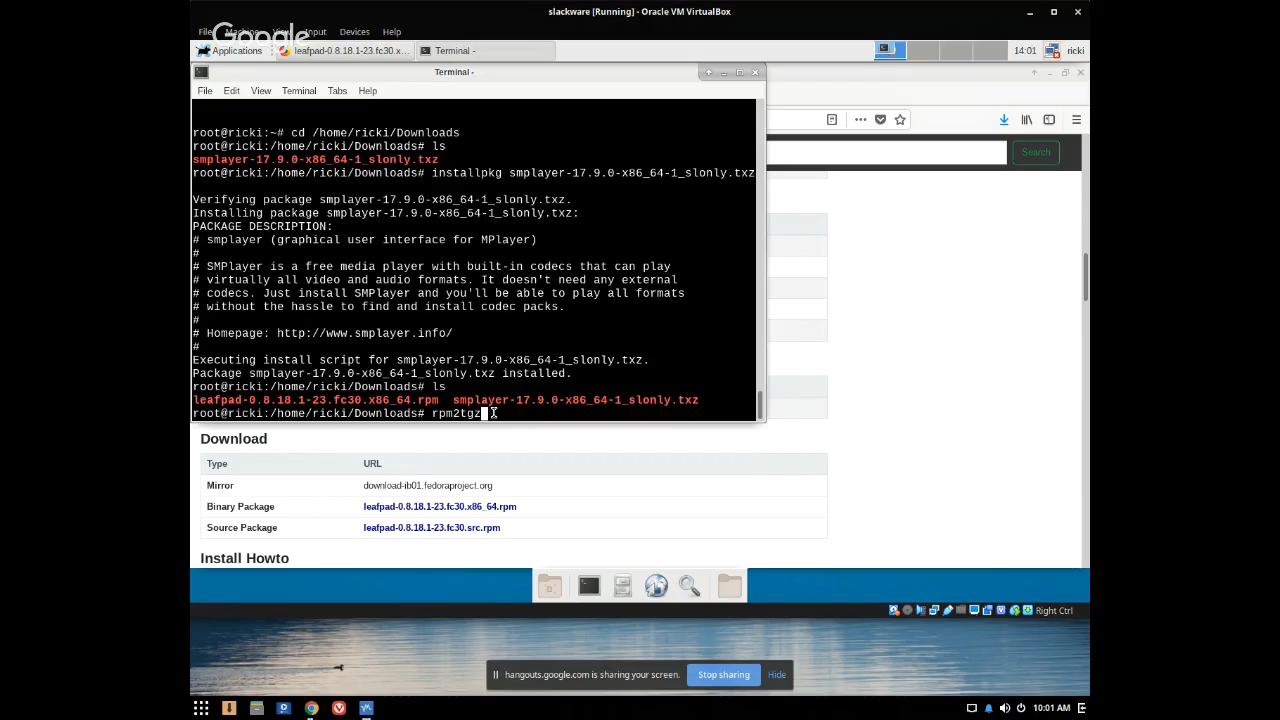 slackware [Running] - Oracle VM VirtualBox
File Machine View Input Devices Help
Google
Applications leafpad-0.8.18.1-23.fc30.x... Terminal - 14:01 ricki
Terminal -
File Edit View Terminal Tabs Help
root@ricki:~# cd /home/ricki/Downloads
root@ricki:/home/ricki/Downloads# ls
smplayer-17.9.0-x86_64-1_slonly.txz
root@ricki:/home/ricki/Downloads# installpkg smplayer-17.9.0-x86_64-1_slonly.txz
Verifying package smplayer-17.9.0-x86_64-1_slonly.txz.
Installing package smplayer-17.9.0-x86_64-1_slonly.txz:
PACKAGE DESCRIPTION:
# smplayer (graphical user interface for MPlayer)
#
# SMPlayer is a free media player with built-in codecs that can play
# virtually all video and audio formats. It doesn't need any external
# codecs. Just install SMPlayer and you'll be able to play all formats
# without the hassle to find and install codec packs.
#
# Homepage: http://www.smplayer.info/
#
Executing install script for smplayer-17.9.0-x86_64-1_slonly.txz.
Package smplayer-17.9.0-x86_64-1_slonly.txz installed.
root@ricki:/home/ricki/Downloads# ls
leafpad-0.8.18.1-23.fc30.x86_64.rpm smplayer-17.9.0-x86_64-1_slonly.txz
root@ricki:/home/ricki/Downloads# rpm2tgz
Search
Download
Type URL
Mirror download-ib01.fedoraproject.org
Binary Package leafpad-0.8.18.1-23.fc30.x86_64.rpm
Source Package leafpad-0.8.18.1-23.fc30.src.rpm
Install Howto
Right Ctrl
hangouts.google.com is sharing your screen. Stop sharing Hide
10:01 AM